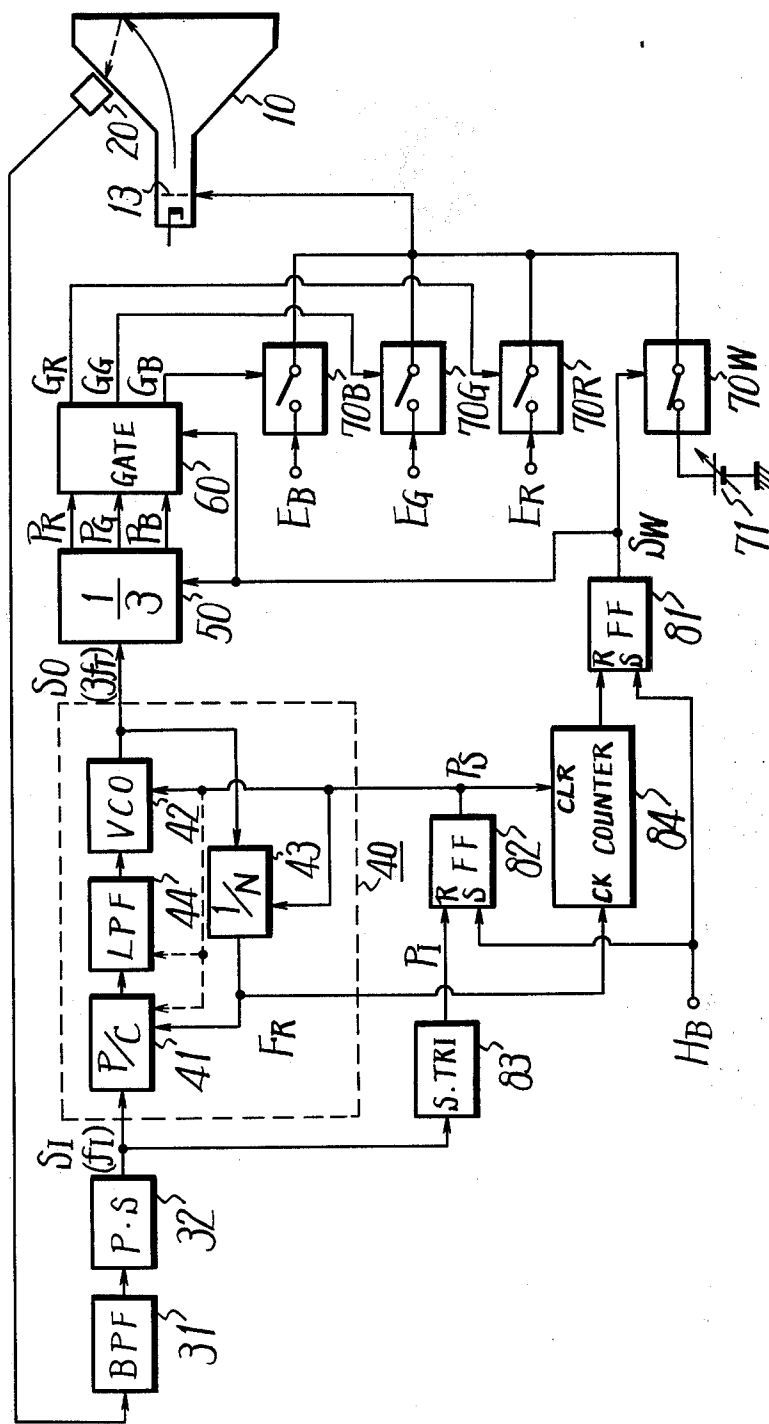 BPF
31
P.S
32
SI
(fI)
P/C
41
LPF
44
VCO
42
1/N
43
FR
40
SO
(3fT)
1/3
50
PR
PG
PB
GATE
60
GR
GG
GB
13
20
10
EB
70B
EG
70G
ER
70R
70W
71
SW
S.TRI
83
PI
R
S FF
82
PS
CLR
CK COUNTER
84
R
S FF
81
HB